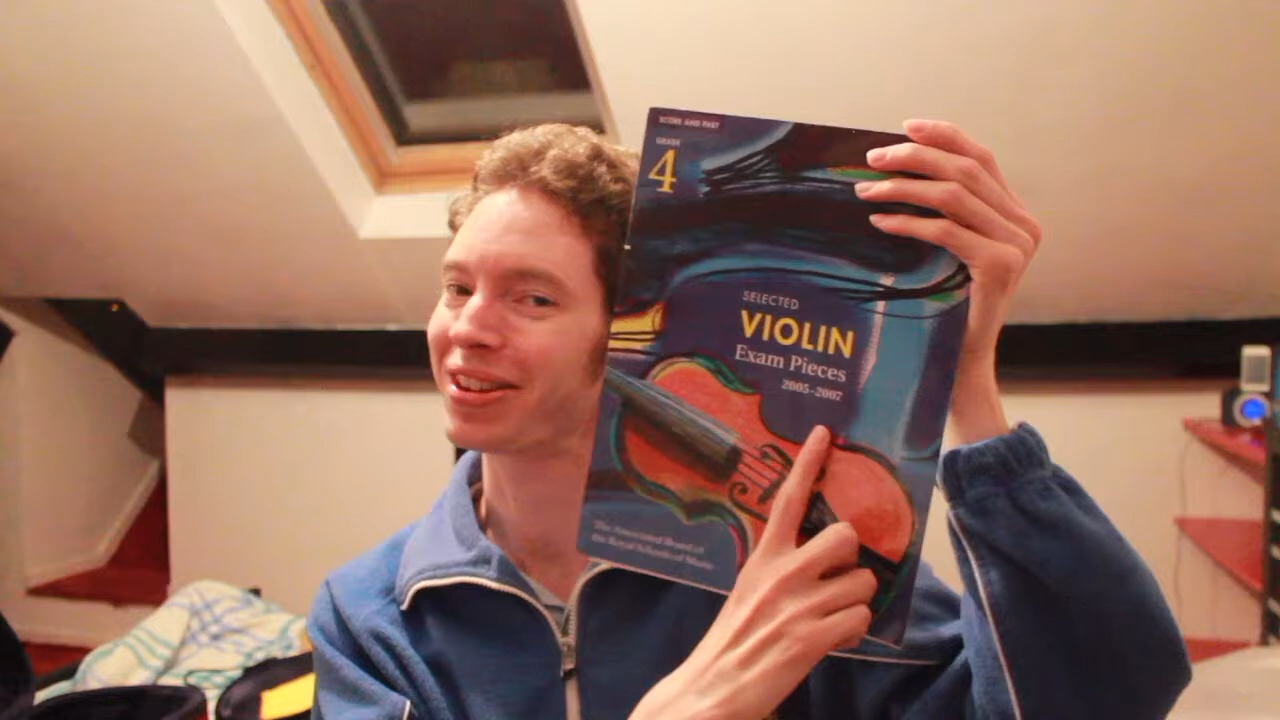 SCORE AND PART
GRADE
4
SELECTED
VIOLIN
Exam Pieces
2005–2007
The Associated Board of
the Royal Schools of Music